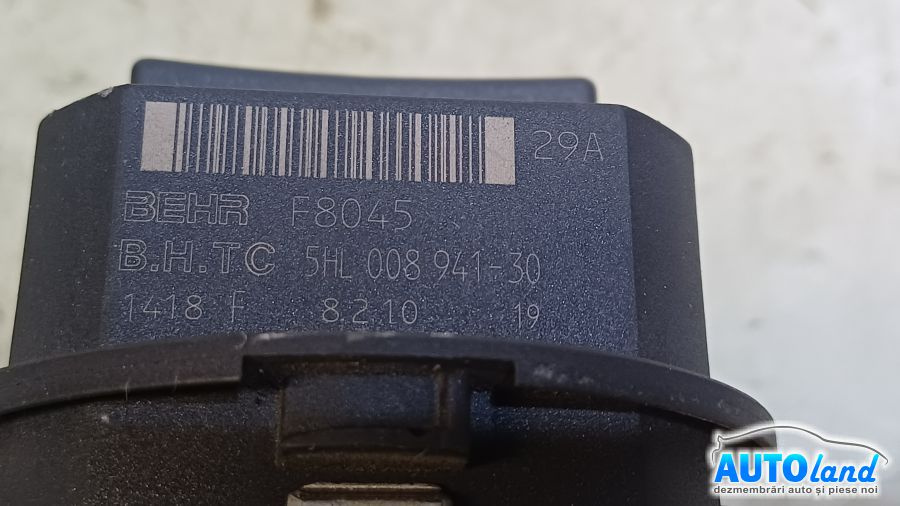 29A
BEHR F8045
B.H.TC 5HL 008 941-30
1418 F 8.2.10 19
AUTOland
dezmembrări auto și piese noi